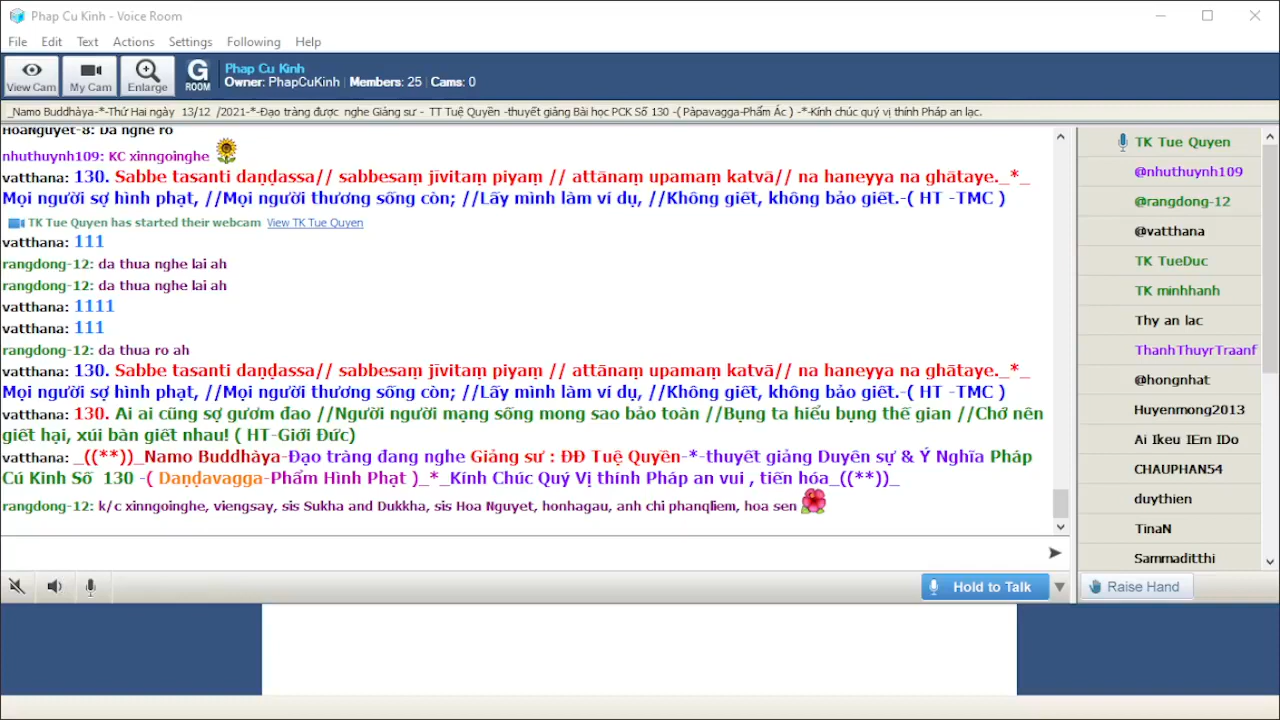 Phap Cu Kinh - Voice Room
File Edit Text Actions Settings Following Help
View Cam My Cam Enlarge G ROOM
Phap Cu Kinh
Owner: PhapCuKinh Members: 25 Cams: 0
_Namo Buddhàya-*-Thứ Hai ngày 13/12 /2021-*-Đạo tràng được nghe Giảng sư - TT Tuệ Quyền -thuyết giảng Bài học PCK Số 130 -( Pàpavagga-Phẩm Ác ) -*-Kính chúc quý vị thính Pháp an lạc.
HoaNguyet-8: Da nghe ro
nhuthuynh109: KC xinngoinghe
vatthana: 130. Sabbe tasanti daṇḍassa// sabbesaṃ jīvitaṃ piyaṃ // attānaṃ upamaṃ katvā// na haneyya na ghātaye._*_
Mọi người sợ hình phạt, //Mọi người thương sống còn; //Lấy mình làm ví dụ, //Không giết, không bảo giết.-( HT -TMC )
TK Tue Quyen has started their webcam View TK Tue Quyen
vatthana: 111
rangdong-12: da thua nghe lai ah
rangdong-12: da thua nghe lai ah
vatthana: 1111
vatthana: 111
rangdong-12: da thua ro ah
vatthana: 130. Sabbe tasanti daṇḍassa// sabbesaṃ jīvitaṃ piyaṃ // attānaṃ upamaṃ katvā// na haneyya na ghātaye._*_
Mọi người sợ hình phạt, //Mọi người thương sống còn; //Lấy mình làm ví dụ, //Không giết, không bảo giết.-( HT -TMC )
vatthana: 130. Ai ai cũng sợ gươm đao //Người người mạng sống mong sao bảo toàn //Bụng ta hiểu bụng thế gian //Chớ nên
giết hại, xúi bàn giết nhau! ( HT-Giới Đức)
vatthana: _((**))_Namo Buddhàya-Đạo tràng đang nghe Giảng sư : ĐĐ Tuệ Quyền-*-thuyết giảng Duyên sự & Ý Nghĩa Pháp
Cú Kinh Số 130 -( Daṇḍavagga-Phẩm Hình Phạt )_*_Kính Chúc Quý Vị thính Pháp an vui , tiến hóa_((**))_
rangdong-12: k/c xinngoinghe, viengsay, sis Sukha and Dukkha, sis Hoa Nguyet, honhagau, anh chi phanqliem, hoa sen
TK Tue Quyen
@nhuthuynh109
@rangdong-12
@vatthana
TK TueDuc
TK minhhanh
Thy an lac
ThanhThuyrTraanf
@hongnhat
Huyenmong2013
Ai Ikeu IEm IDo
CHAUPHAN54
duythien
TinaN
Sammaditthi
Hold to Talk
Raise Hand